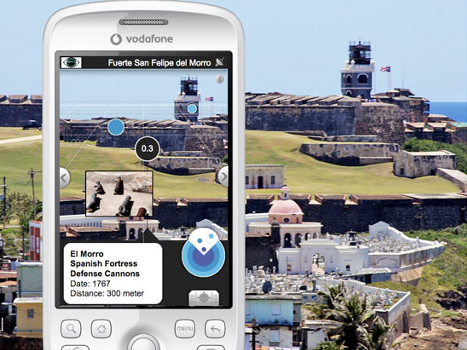 vodafone
Fuerte San Felipe del Morro
0.3
El Morro
Spanish Fortress
Defense Cannons
Date: 1767
Distance: 300 meter
MENU